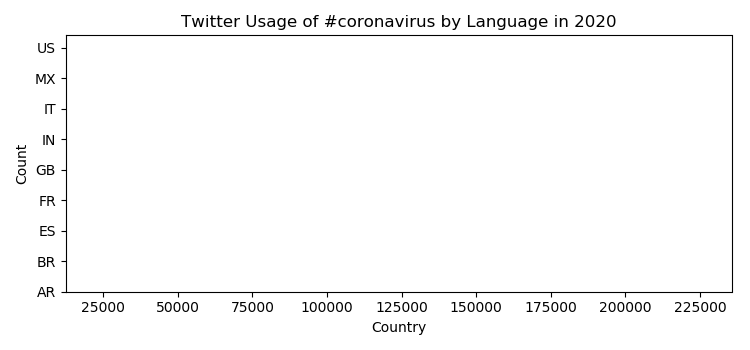 Twitter Usage of #coronavirus by Language in 2020
US
MX
IT
IN
GB
FR
ES
BR
AR
Count
25000 50000 75000 100000 125000 150000 175000 200000 225000
Country